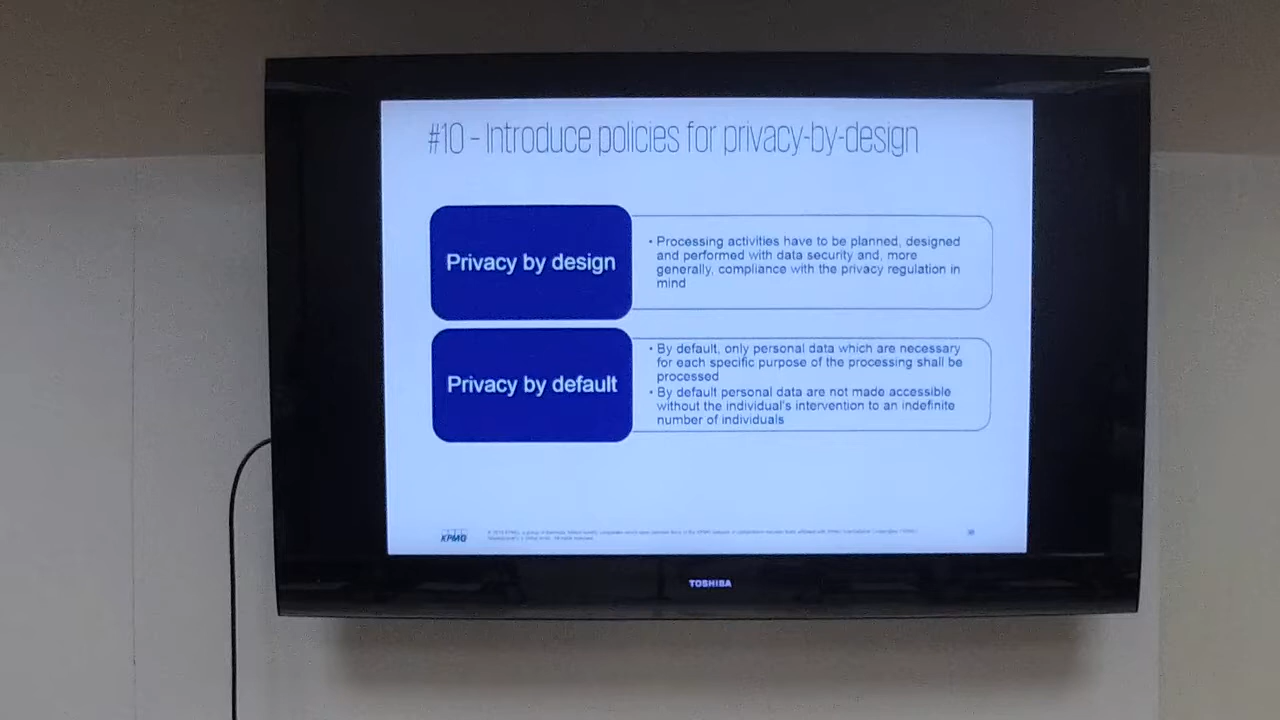 #10 - Introduce policies for privacy-by-design
Privacy by design
• Processing activities have to be planned, designed
and performed with data security and, more
generally, compliance with the privacy regulation in
mind
Privacy by default
• By default, only personal data which are necessary
for each specific purpose of the processing shall be
processed
• By default personal data are not made accessible
without the individual's intervention to an indefinite
number of individuals
KPMG
TOSHIBA